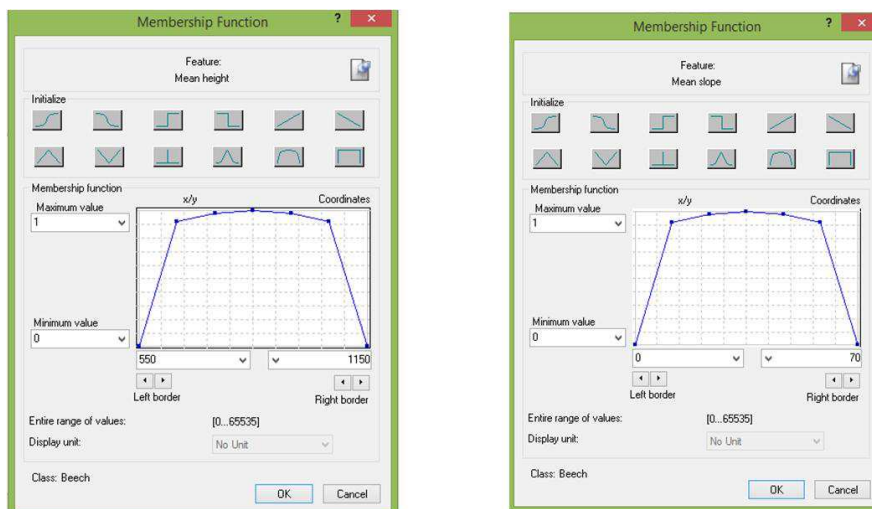 Membership Function
?
×
Feature:
Mean height
Initialize
Membership function
Maximum value
x/y
Coordinates
1
Minimum value
0
550
1150
Left border
Right border
Entire range of values:
[0...65535]
Display unit:
No Unit
Class: Beech
OK
Cancel
Membership Function
?
×
Feature:
Mean slope
Initialize
Membership function
Maximum value
x/y
Coordinates
1
Minimum value
0
0
70
Left border
Right border
Entire range of values:
[0...65535]
Display unit:
No Unit
Class: Beech
OK
Cancel